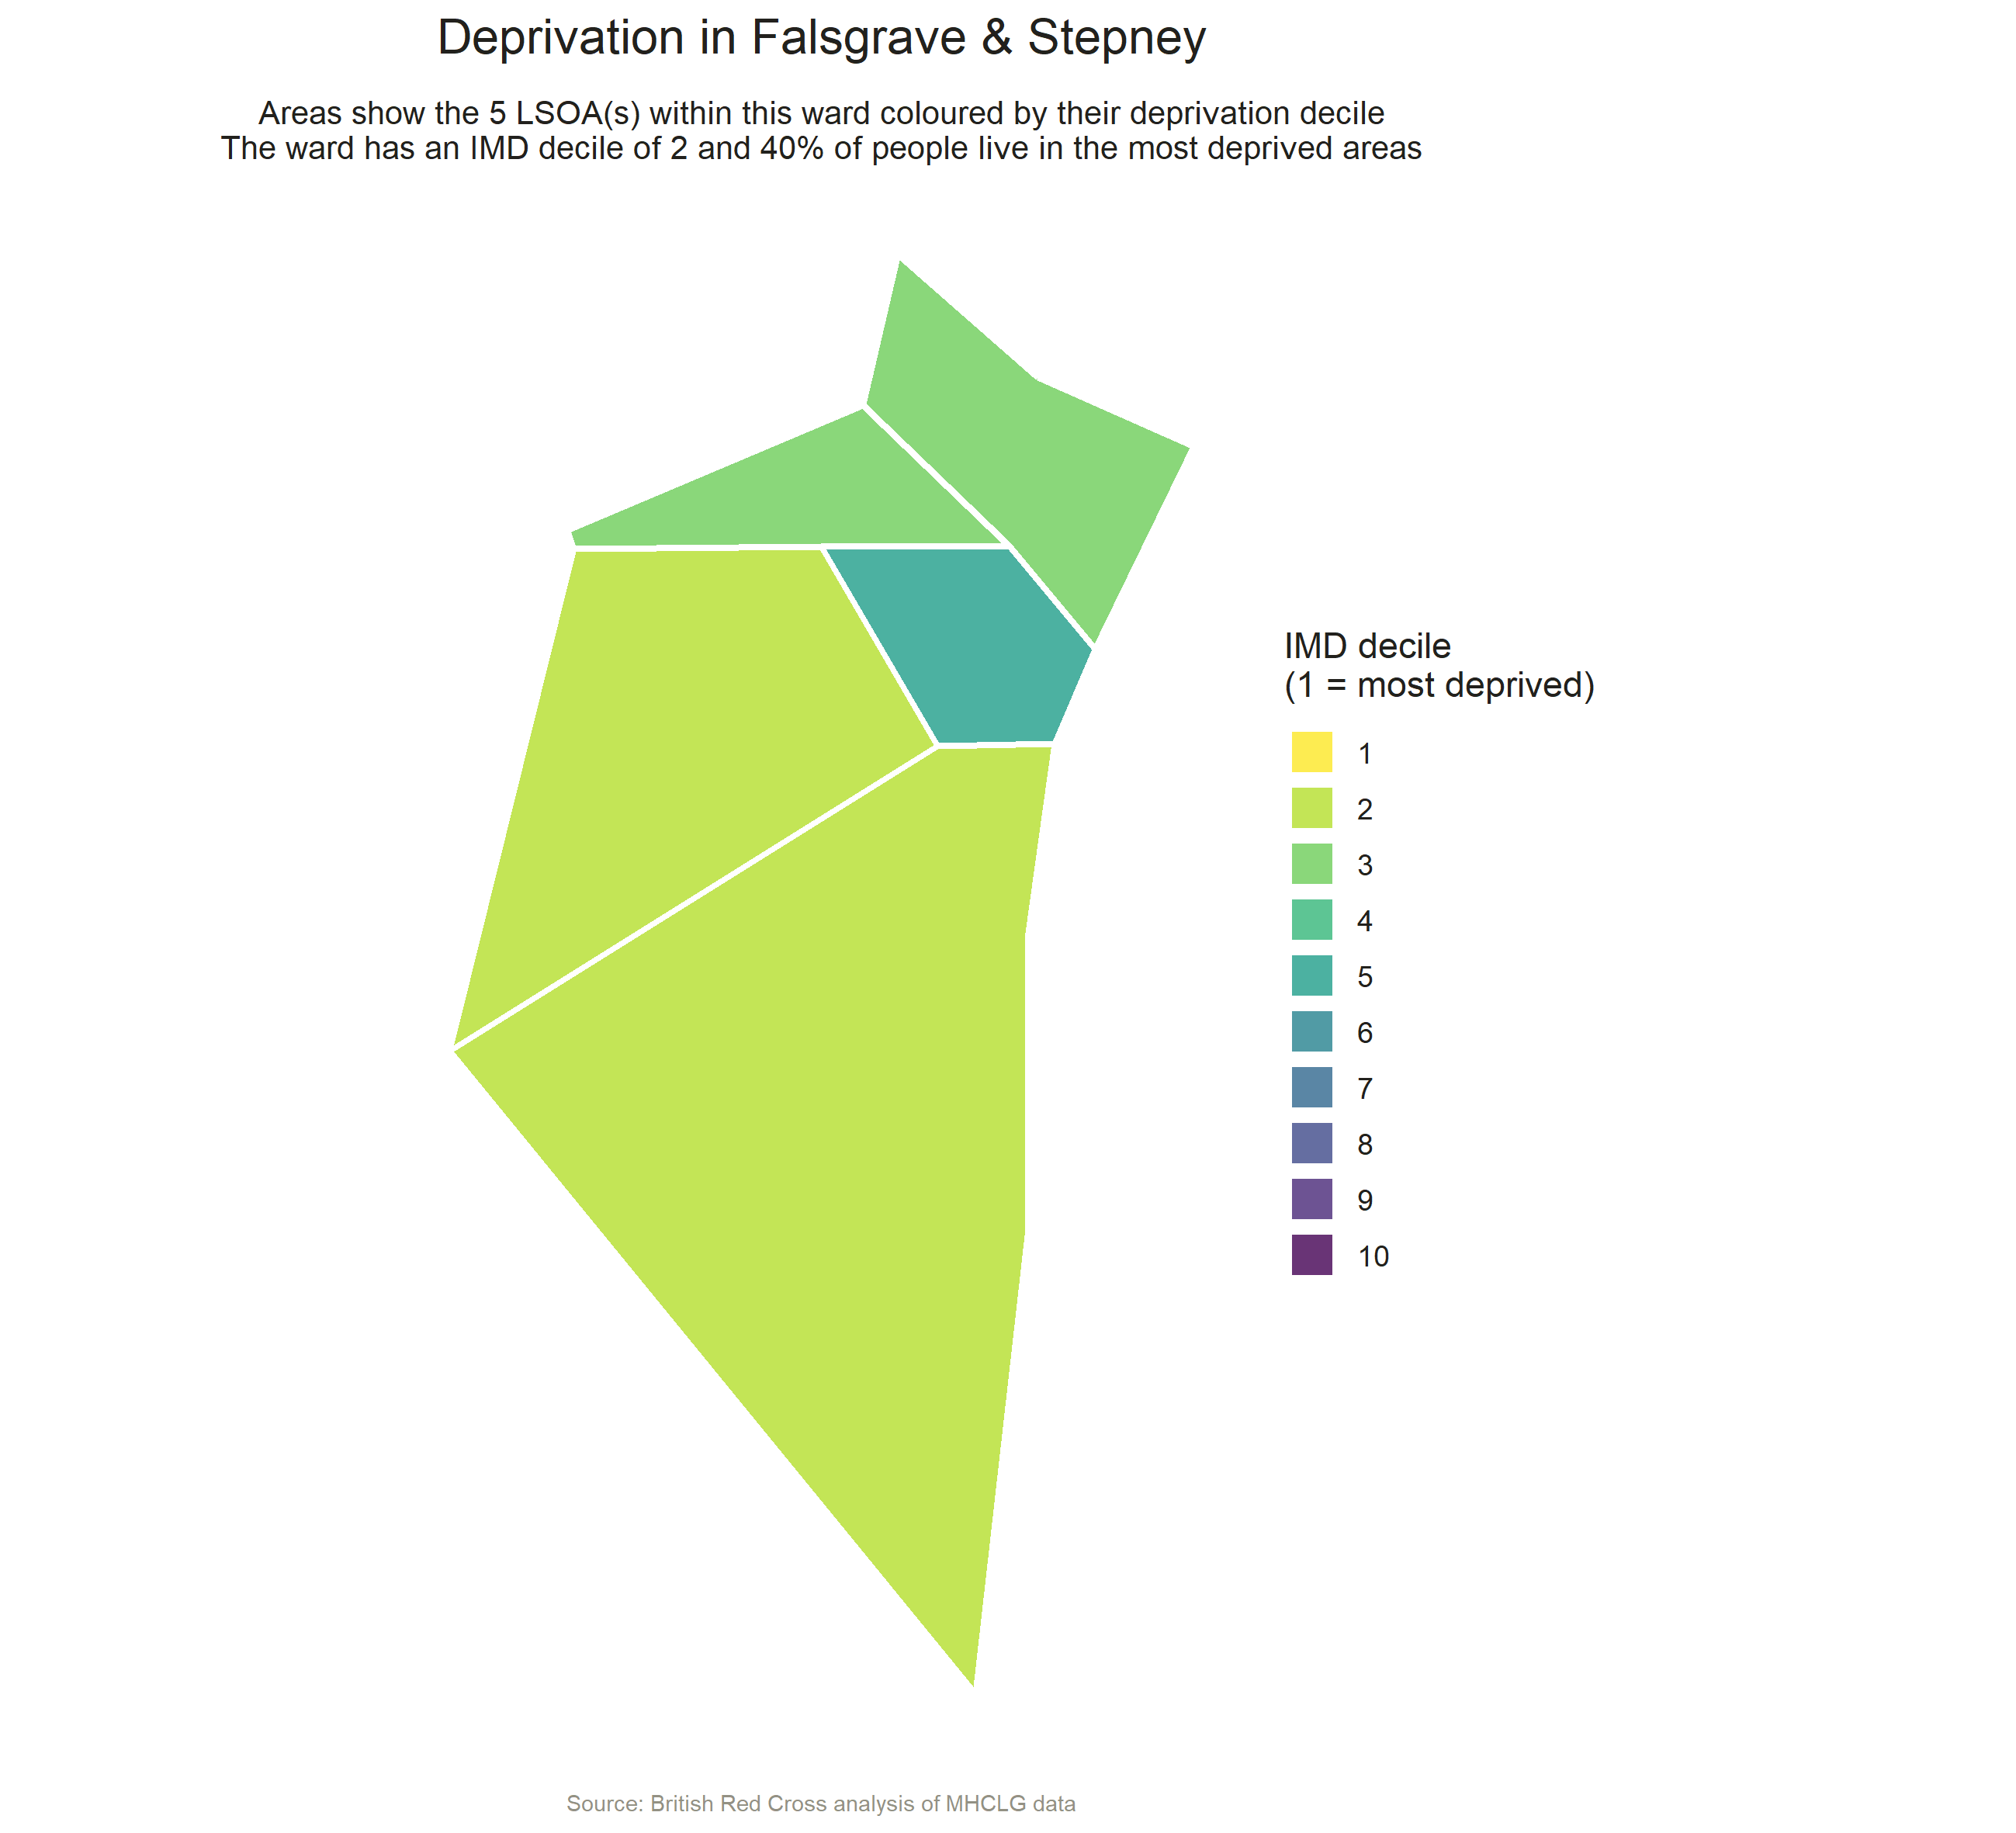 Deprivation in Falsgrave & Stepney
Areas show the 5 LSOA(s) within this ward coloured by their deprivation decile
The ward has an IMD decile of 2 and 40% of people live in the most deprived areas
IMD decile
(1 = most deprived)
1
2
3
4
5
6
7
8
9
10
Source: British Red Cross analysis of MHCLG data